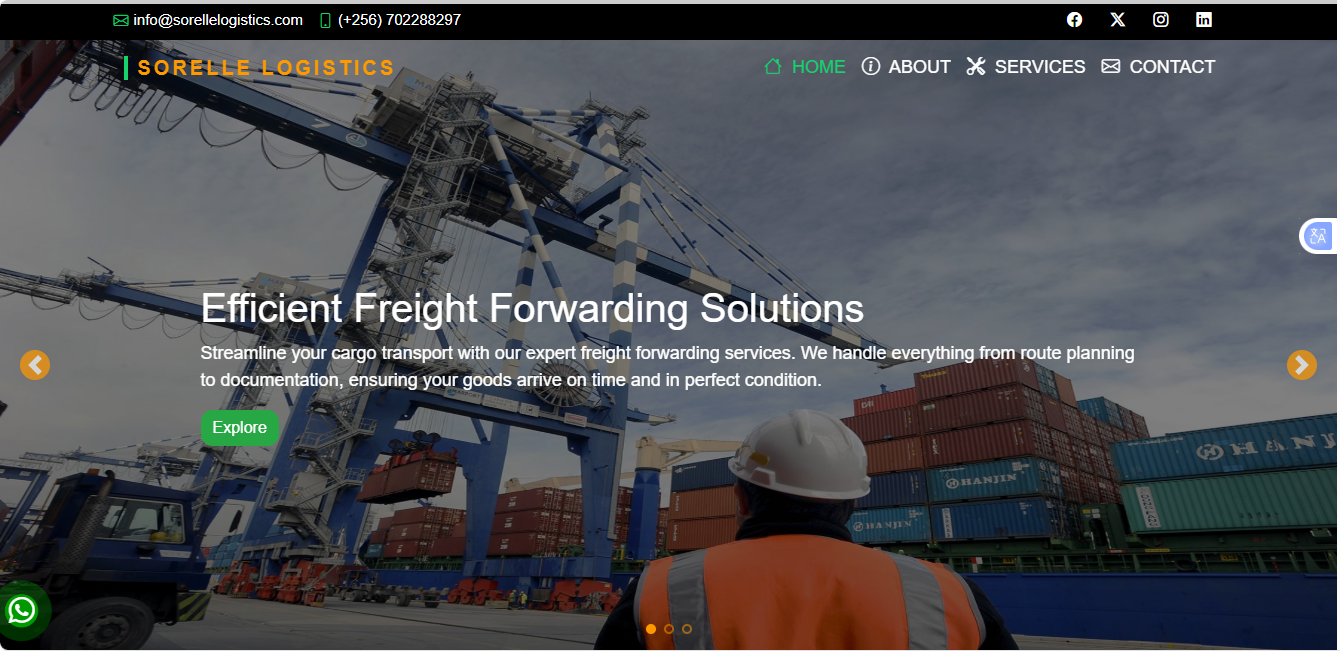 info@sorellelogistics.com (+256) 702288297
SORELLE LOGISTICS
HOME ABOUT SERVICES CONTACT
Efficient Freight Forwarding Solutions
Streamline your cargo transport with our expert freight forwarding services. We handle everything from route planning
to documentation, ensuring your goods arrive on time and in perfect condition.
Explore
CAI
HANJIN
HANJIN
HANJ